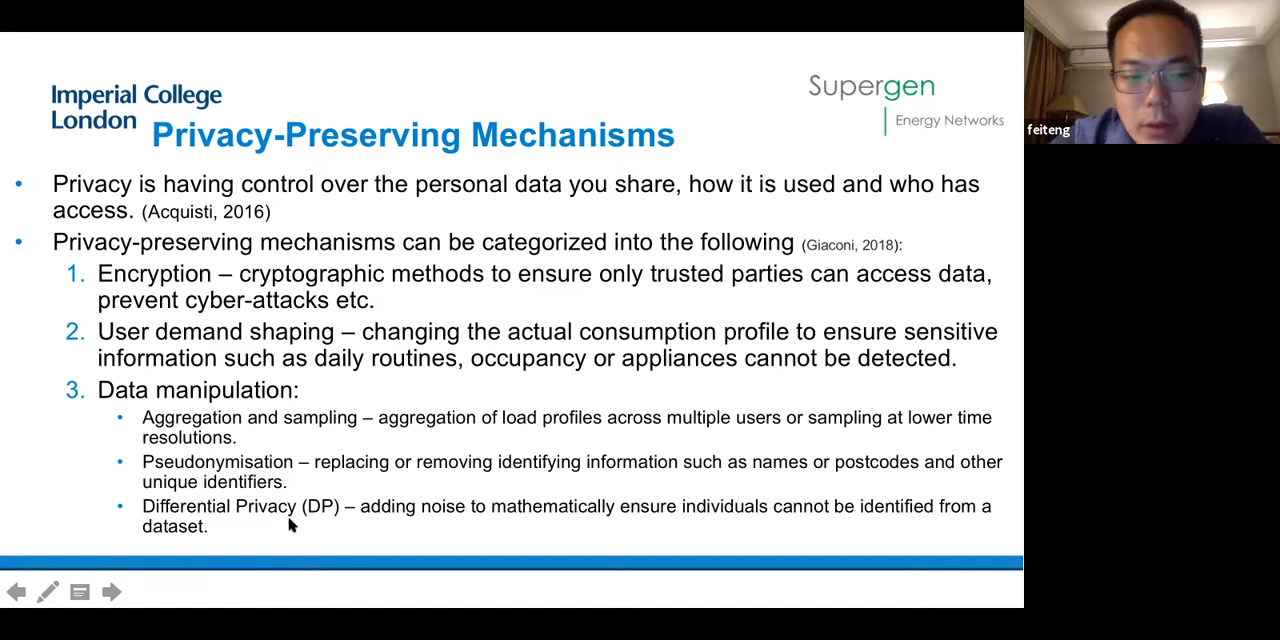 Imperial College
London
Supergen
Energy Networks
Privacy-Preserving Mechanisms
• Privacy is having control over the personal data you share, how it is used and who has
access. (Acquisti, 2016)
• Privacy-preserving mechanisms can be categorized into the following (Giaconi, 2018):
1. Encryption – cryptographic methods to ensure only trusted parties can access data,
prevent cyber-attacks etc.
2. User demand shaping – changing the actual consumption profile to ensure sensitive
information such as daily routines, occupancy or appliances cannot be detected.
3. Data manipulation:
• Aggregation and sampling – aggregation of load profiles across multiple users or sampling at lower time
resolutions.
• Pseudonymisation – replacing or removing identifying information such as names or postcodes and other
unique identifiers.
• Differential Privacy (DP) – adding noise to mathematically ensure individuals cannot be identified from a
dataset.
feiteng